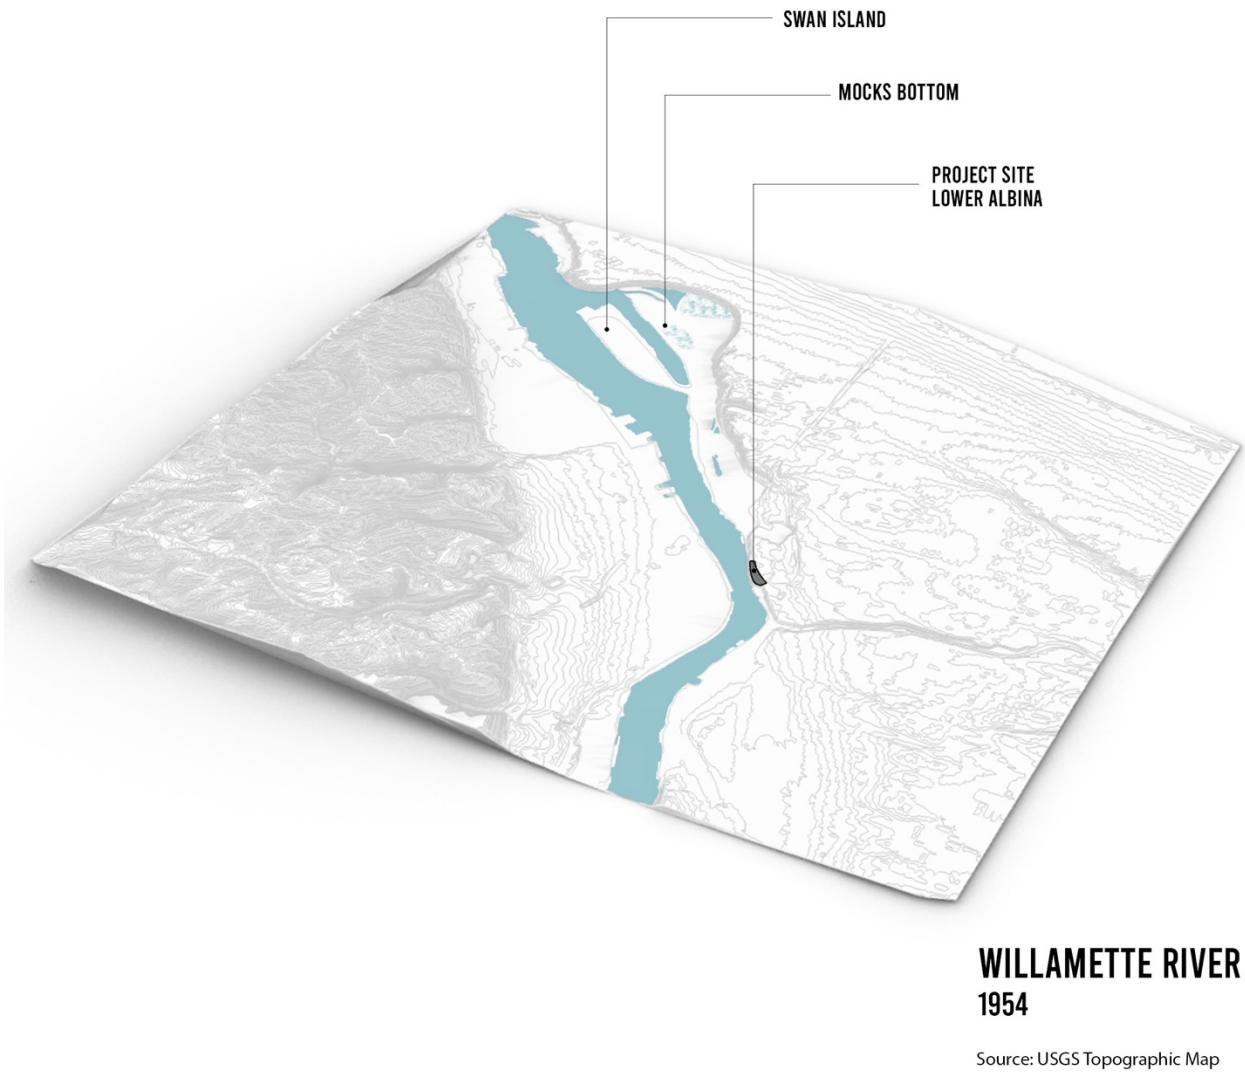 SWAN ISLAND
MOCKS BOTTOM
PROJECT SITE
LOWER ALBINA
WILLAMETTE RIVER
1954
Source: USGS Topographic Map